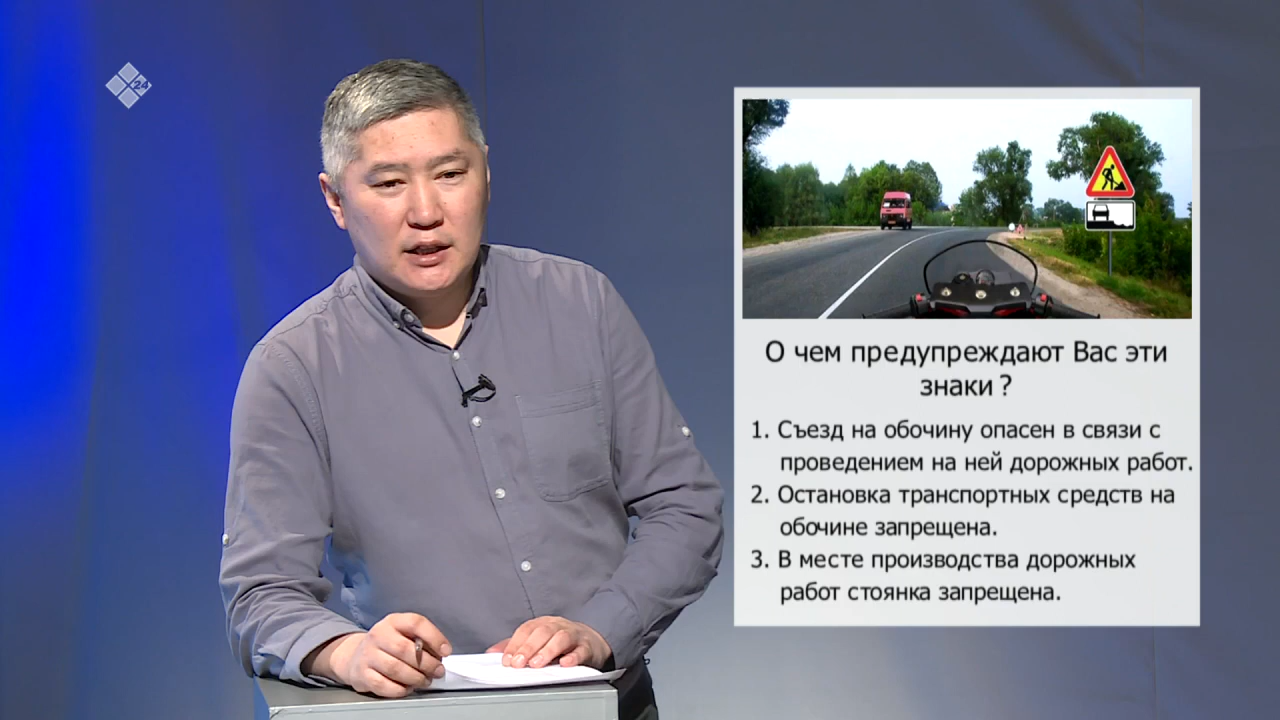 24
О чем предупреждают Вас эти
знаки?
1. Съезд на обочину опасен в связи с
проведением на ней дорожных работ.
2. Остановка транспортных средств на
обочине запрещена.
3. В месте производства дорожных
работ стоянка запрещена.